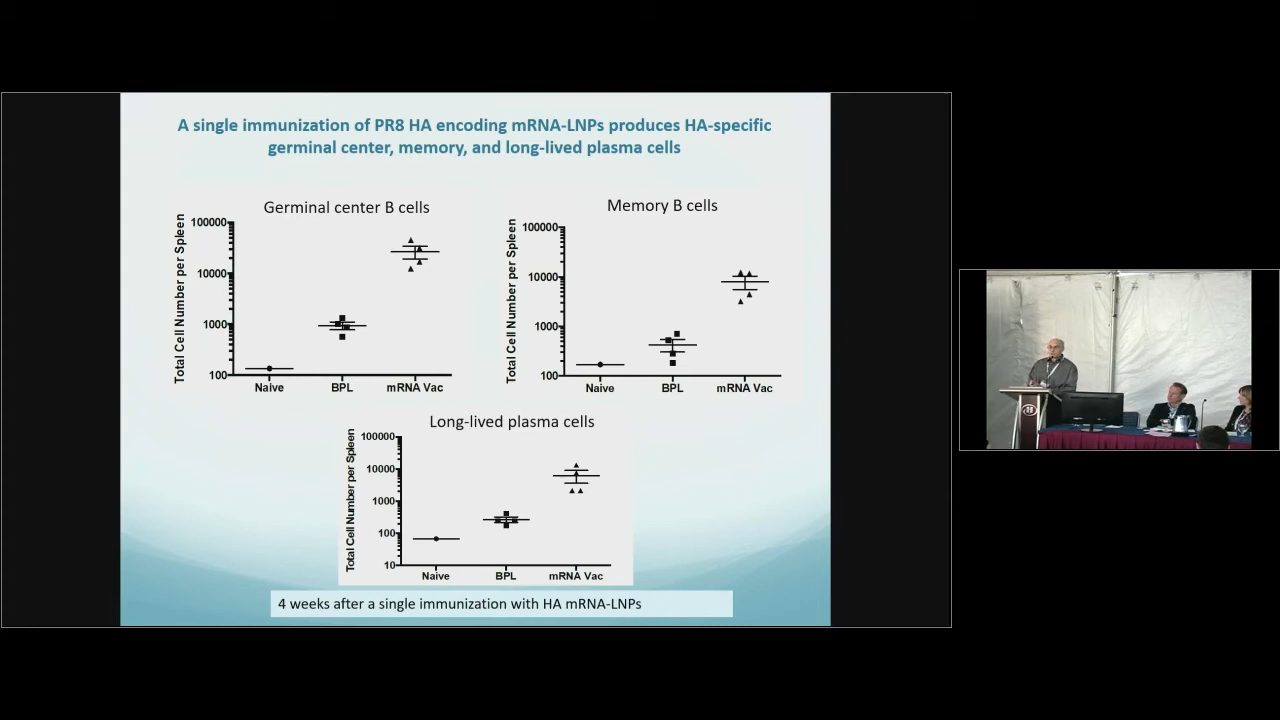 A single immunization of PR8 HA encoding mRNA-LNPs produces HA-specific
germinal center, memory, and long-lived plasma cells
Germinal center B cells
Total Cell Number per Spleen
100000
10000
1000
100
Naive BPL mRNA Vac
Memory B cells
Total Cell Number per Spleen
100000
10000
1000
100
Naive BPL mRNA Vac
Long-lived plasma cells
Total Cell Number per Spleen
100000
10000
1000
100
10
Naive BPL mRNA Vac
4 weeks after a single immunization with HA mRNA-LNPs